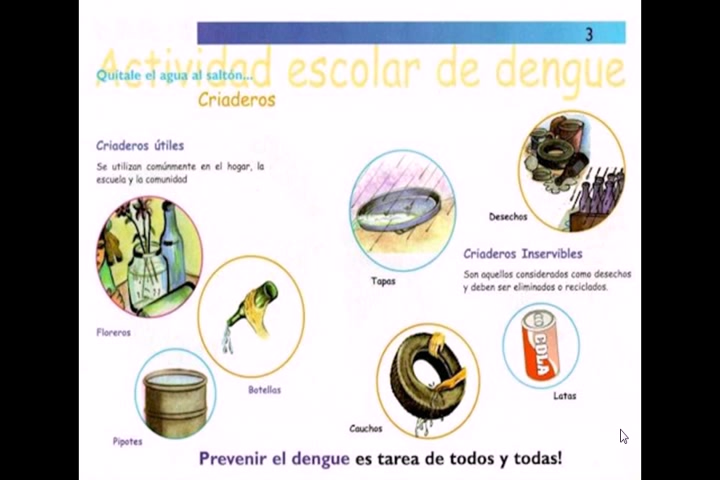 3
Actividad escolar de dengue
Quítale el agua al saltón...
Criaderos
Criaderos útiles
Se utilizan comúnmente en el hogar, la
escuela y la comunidad
Floreros
Botellas
Pipotes
Tapas
Desechos
Criaderos Inservibles
Son aquellos considerados como desechos
y deben ser eliminados o reciclados.
Cauchos
COLA
Latas
Prevenir el dengue es tarea de todos y todas!